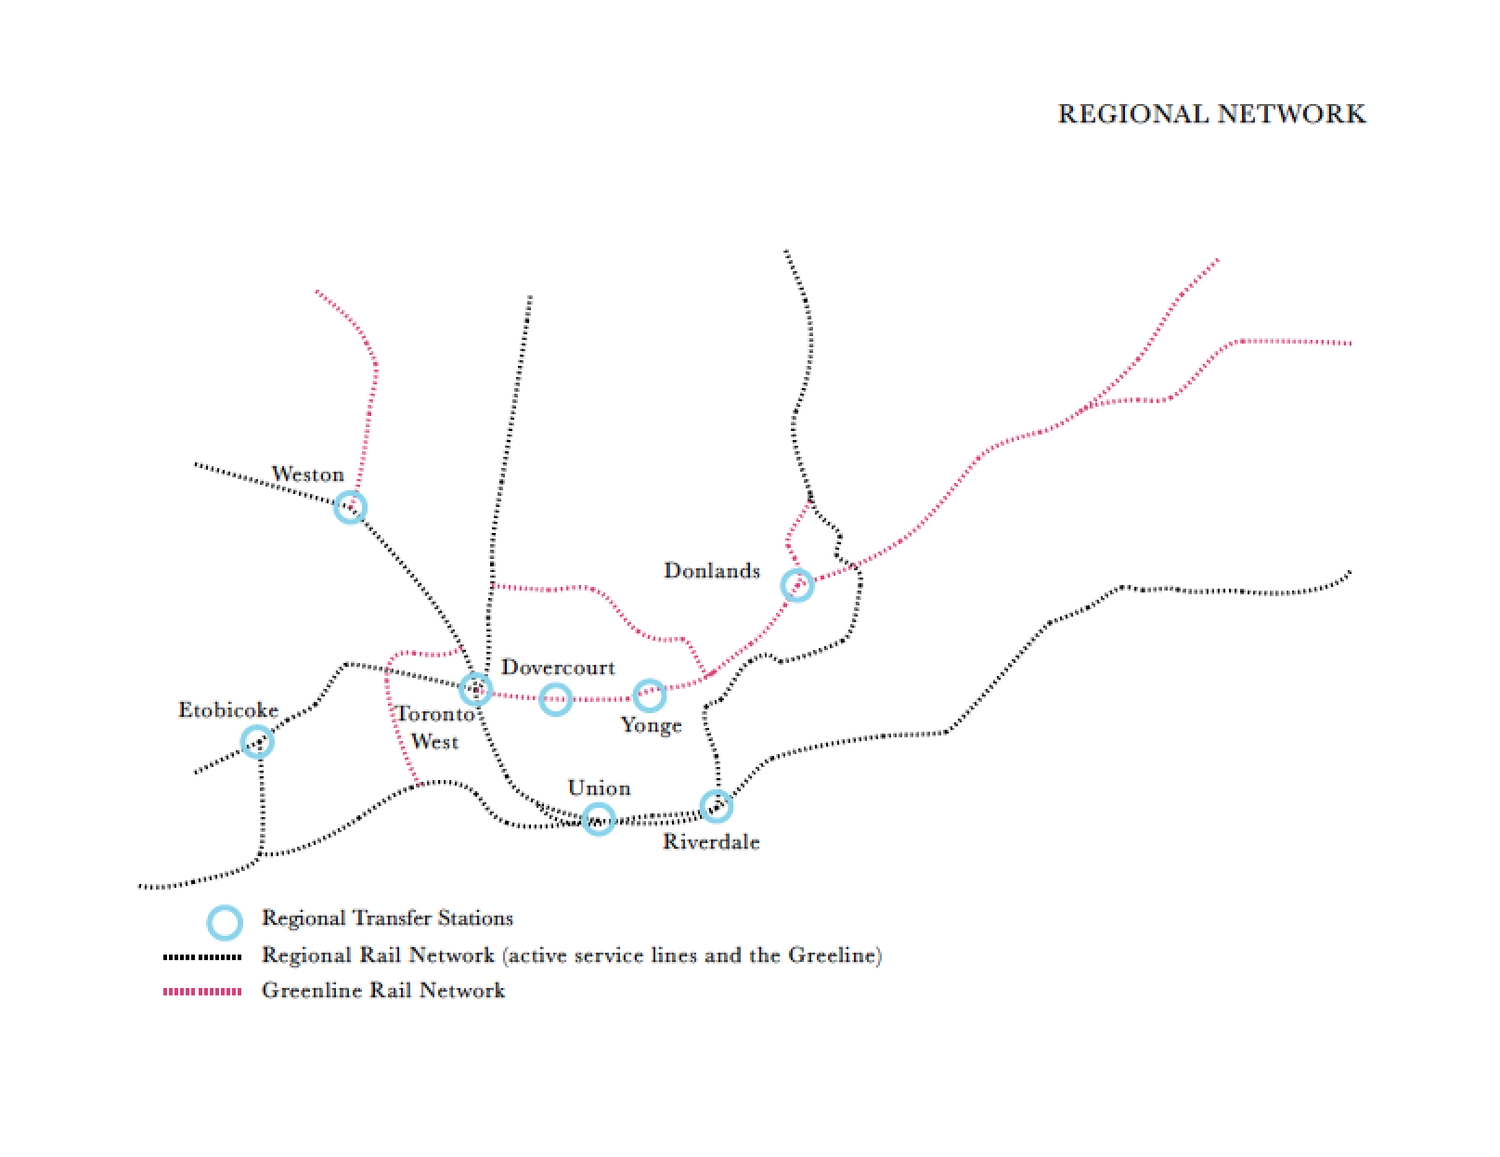 REGIONAL NETWORK
Weston
Donlands
Dovercourt
Etobicoke
Toronto
West
Yonge
Union
Riverdale
Regional Transfer Stations
Regional Rail Network (active service lines and the Greeline)
Greenline Rail Network